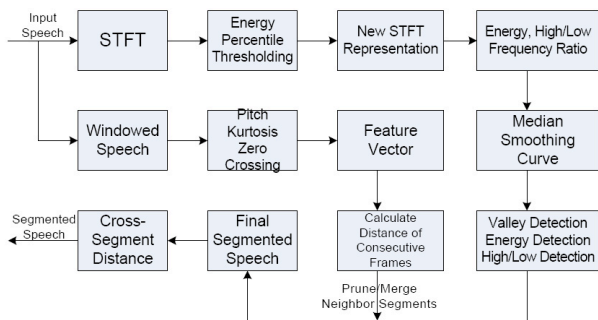 Input
Speech
STFT
Energy
Percentile
Thresholding
New STFT
Representation
Energy, High/Low
Frequency Ratio
Windowed
Speech
Pitch
Kurtosis
Zero
Crossing
Feature
Vector
Median
Smoothing
Curve
Segmented
Speech
Cross-
Segment
Distance
Final
Segmented
Speech
Calculate
Distance of
Consecutive
Frames
Valley Detection
Energy Detection
High/Low Detection
Prune/Merge
Neighbor Segments